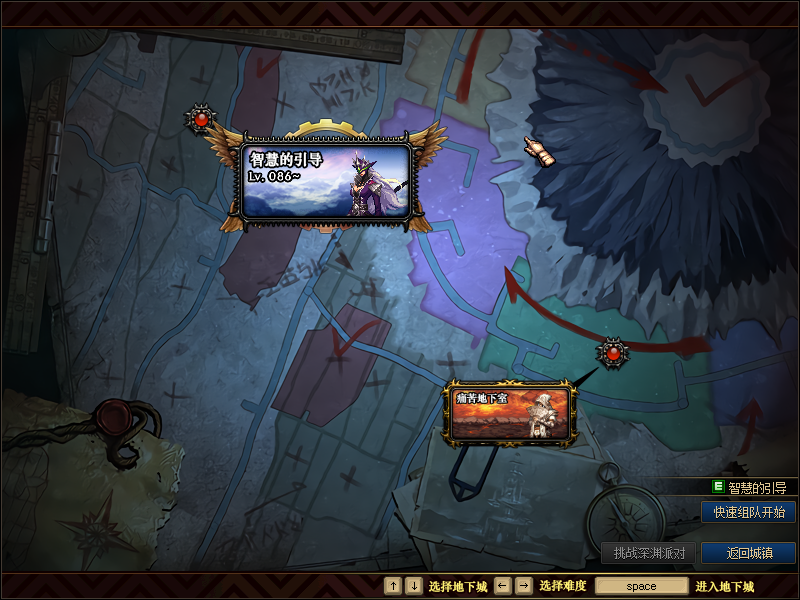 智慧的引导
Lv. 086~
痛苦地下室
E 智慧的引导
快速组队开始
挑战深渊派对
返回城镇
↑ ↓ 选择地下城 ← → 选择难度 space 进入地下城